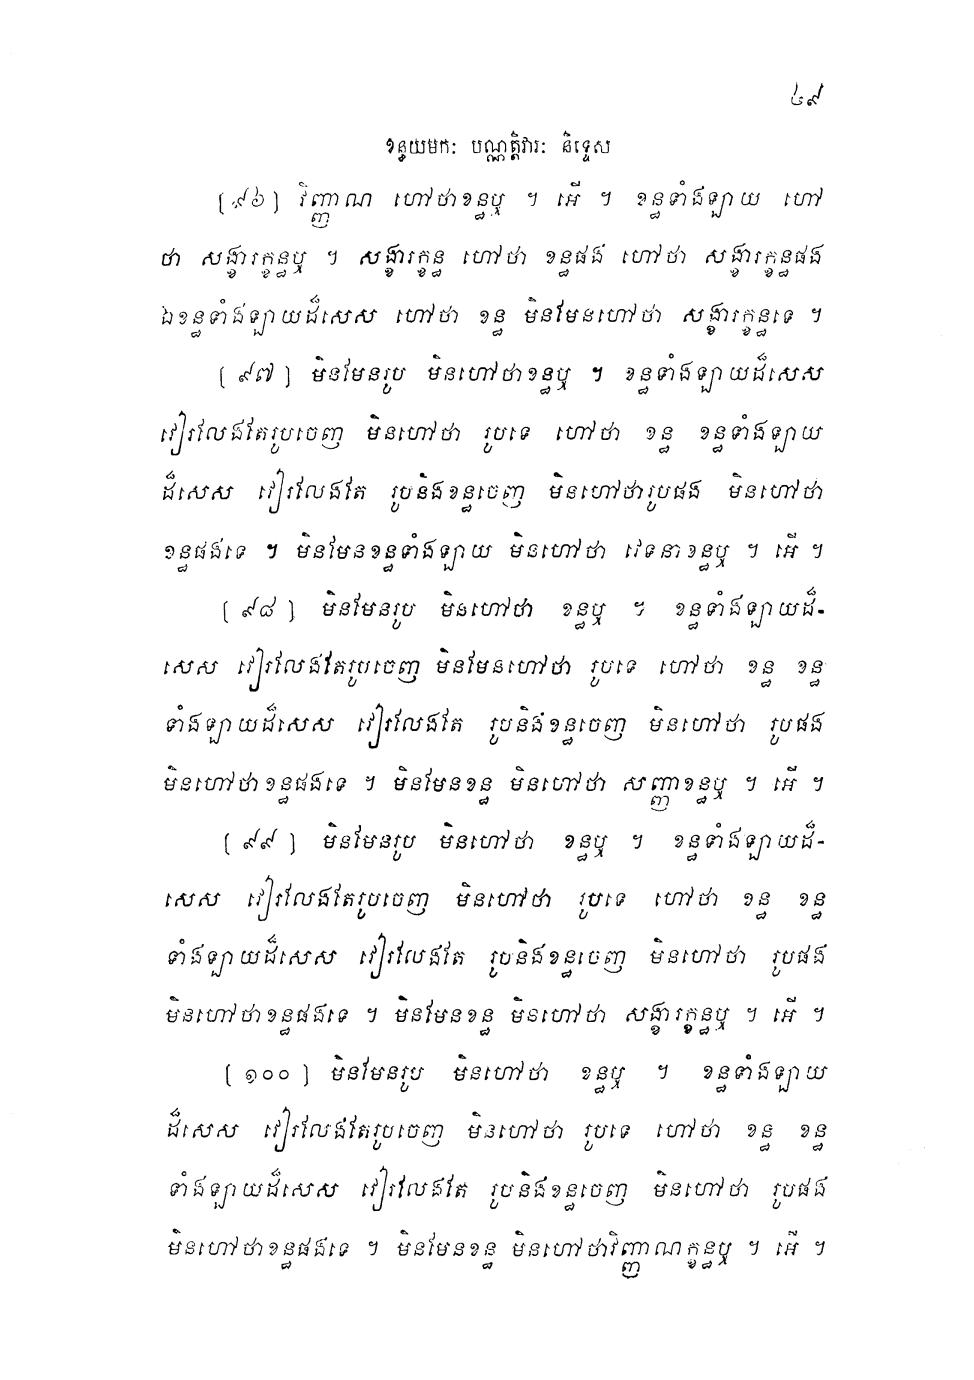 ៤៩
ខន្ធយមកៈ បណ្ណត្តិវារៈ និទ្ទេស
[៩៦] វិញ្ញាណ ហៅថាខន្ធឬ ។ អើ ។ ខន្ធទាំងឡាយ ហៅ
ថា សង្ខារក្ខន្ធឬ ។ សង្ខារក្ខន្ធ ហៅថា ខន្ធផង ហៅថា សង្ខារក្ខន្ធផង
ឯខន្ធទាំងឡាយដ៏សេស ហៅថា ខន្ធ មិនមែនហៅថា សង្ខារក្ខន្ធទេ ។
[៩៧] មិនមែនរូប មិនហៅថាខន្ធឬ ។ ខន្ធទាំងឡាយដ៏សេស
វៀរលែងតែរូបចេញ មិនហៅថា រូបទេ ហៅថា ខន្ធ ខន្ធទាំងឡាយ
ដ៏សេស វៀរលែងតែ រូបនិងខន្ធចេញ មិនហៅថារូបផង មិនហៅថា
ខន្ធផងទេ ។ មិនមែនខន្ធទាំងឡាយ មិនហៅថា វេទនាខន្ធឬ ។ អើ ។
[៩៨] មិនមែនរូប មិនហៅថា ខន្ធឬ ។ ខន្ធទាំងឡាយដ៏-
សេស វៀរលែងតែរូបចេញ មិនមែនហៅថា រូបទេ ហៅថា ខន្ធ ខន្ធ
ទាំងឡាយដ៏សេស វៀរលែងតែ រូបនិងខន្ធចេញ មិនហៅថា រូបផង
មិនហៅថាខន្ធផងទេ ។ មិនមែនខន្ធ មិនហៅថា សញ្ញាខន្ធឬ ។ អើ ។
[៩៩] មិនមែនរូប មិនហៅថា ខន្ធឬ ។ ខន្ធទាំងឡាយដ៏-
សេស វៀរលែងតែរូបចេញ មិនហៅថា រូបទេ ហៅថា ខន្ធ ខន្ធ
ទាំងឡាយដ៏សេស វៀរលែងតែ រូបនិងខន្ធចេញ មិនហៅថា រូបផង
មិនហៅថាខន្ធផងទេ ។ មិនមែនខន្ធ មិនហៅថា សង្ខារក្ខន្ធឬ ។ អើ ។
[១០០] មិនមែនរូប មិនហៅថា ខន្ធឬ ។ ខន្ធទាំងឡាយ
ដ៏សេស វៀរលែងតែរូបចេញ មិនហៅថា រូបទេ ហៅថា ខន្ធ ខន្ធ
ទាំងឡាយដ៏សេស វៀរលែងតែ រូបនិងខន្ធចេញ មិនហៅថា រូបផង
មិនហៅថាខន្ធផងទេ ។ មិនមែនខន្ធ មិនហៅថាវិញ្ញាណក្ខន្ធឬ ។ អើ ។